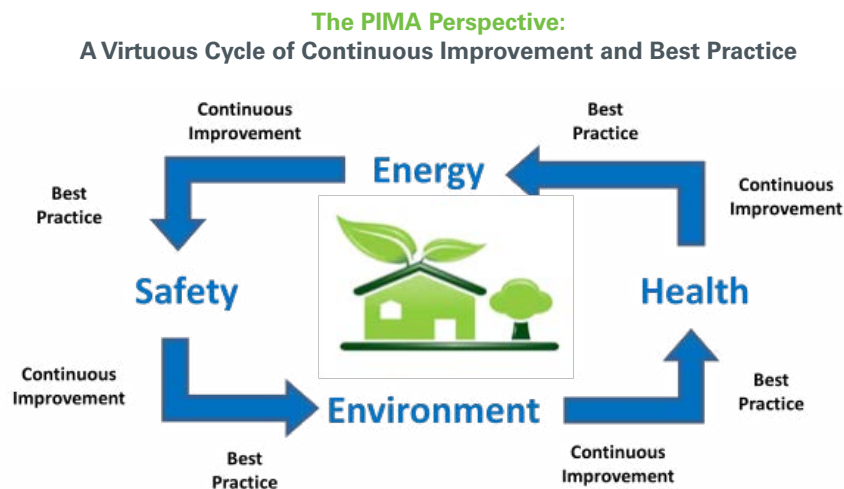 The PIMA Perspective:
A Virtuous Cycle of Continuous Improvement and Best Practice
Continuous
Improvement
Best
Practice
Energy
Best
Practice
Continuous
Improvement
Safety
Health
Continuous
Improvement
Best
Practice
Environment
Best
Practice
Continuous
Improvement